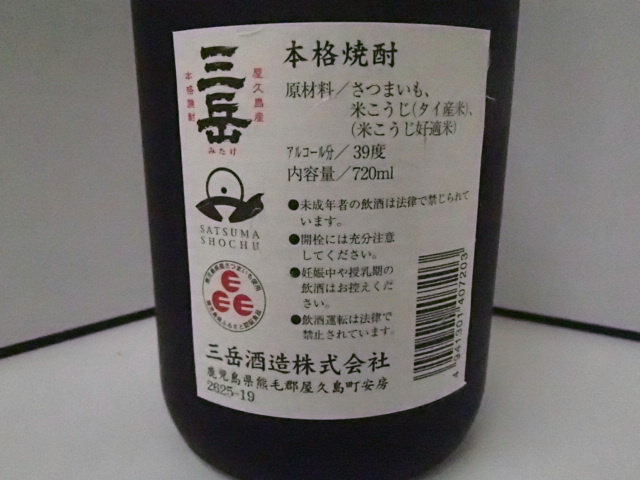 屋久島産
三岳
みたけ
本格焼酎
SATSUMA
SHOCHU
本格焼酎
原材料／さつまいも、
米こうじ(タイ産米)、
(米こうじ好適米)
アルコール分／39度
内容量／720ml
●未成年者の飲酒は法律で禁じられて
います。
●開栓には充分注意
してください。
●妊娠中や授乳期の
飲酒はお控えくだ
さい。
●飲酒運転は法律で
禁止されています。
三岳酒造株式会社
鹿児島県熊毛郡屋久島町安房
2625-19
4 941501 407203